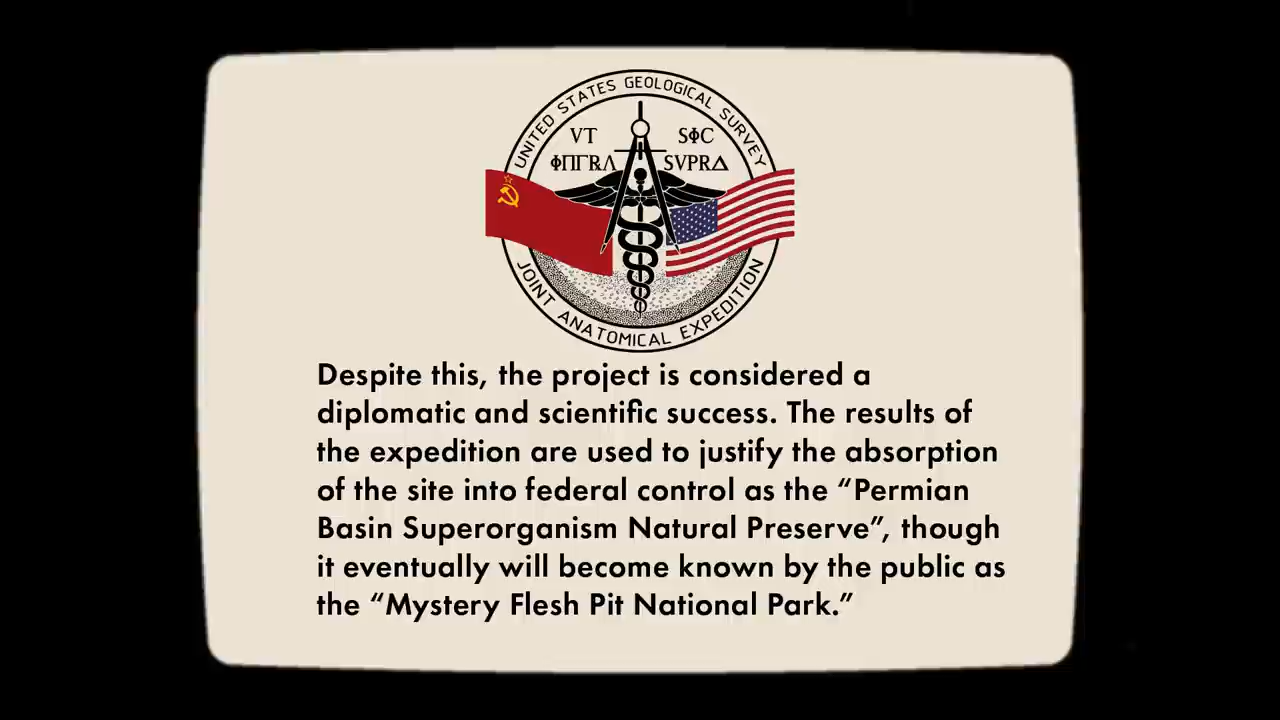 UNITED STATES GEOLOGICAL SURVEY
VT SΦC
ΦΠΓRΛ SVPRΔ
JOINT ANATOMICAL EXPEDITION
Despite this, the project is considered a
diplomatic and scientific success. The results of
the expedition are used to justify the absorption
of the site into federal control as the “Permian
Basin Superorganism Natural Preserve”, though
it eventually will become known by the public as
the “Mystery Flesh Pit National Park.”